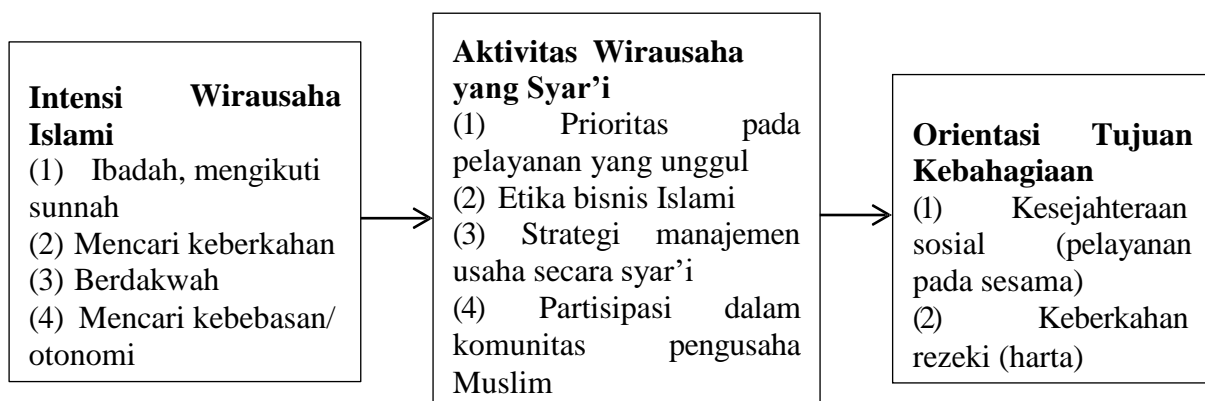 Intensi Wirausaha
Islami
(1) Ibadah, mengikuti
sunnah
(2) Mencari keberkahan
(3) Berdakwah
(4) Mencari kebebasan/
otonomi
Aktivitas Wirausaha
yang Syar’i
(1) Prioritas pada
pelayanan yang unggul
(2) Etika bisnis Islami
(3) Strategi manajemen
usaha secara syar’i
(4) Partisipasi dalam
komunitas pengusaha
Muslim
Orientasi Tujuan
Kebahagiaan
(1) Kesejahteraan
sosial (pelayanan
pada sesama)
(2) Keberkahan
rezeki (harta)